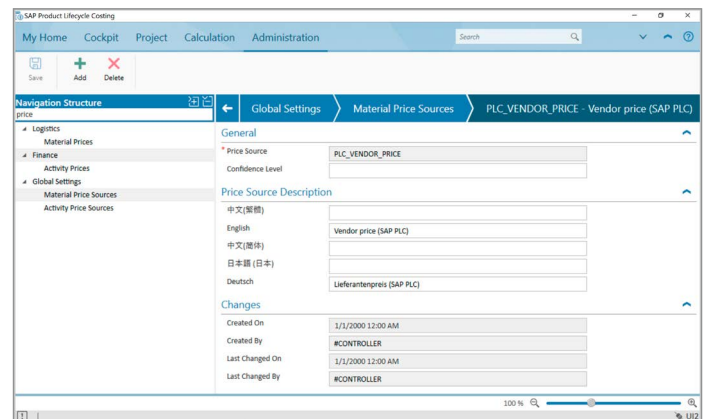 SAP Product Lifecycle Costing
My Home Cockpit Project Calculation Administration Search
Save Add Delete
Navigation Structure
price
Logistics
Material Prices
Finance
Activity Prices
Global Settings
Material Price Sources
Activity Price Sources
Global Settings Material Price Sources PLC_VENDOR_PRICE - Vendor price (SAP PLC)
General
* Price Source PLC_VENDOR_PRICE
Confidence Level
Price Source Description
中文(繁體)
English Vendor price (SAP PLC)
中文(简体)
日本語 (日本)
Deutsch Lieferantenpreis (SAP PLC)
Changes
Created On 1/1/2000 12:00 AM
Created By #CONTROLLER
Last Changed On 1/1/2000 12:00 AM
Last Changed By #CONTROLLER
100 %
UI2